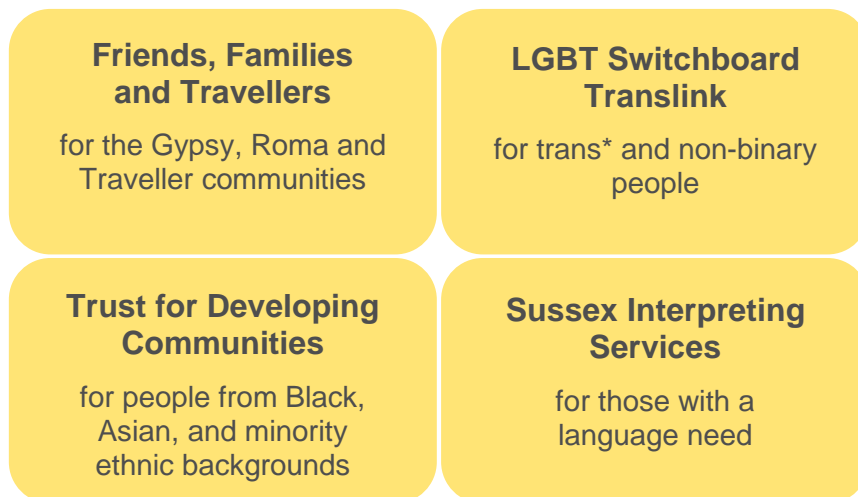 Friends, Families
and Travellers
for the Gypsy, Roma and
Traveller communities
LGBT Switchboard
Translink
for trans* and non-binary
people
Trust for Developing
Communities
for people from Black,
Asian, and minority
ethnic backgrounds
Sussex Interpreting
Services
for those with a
language need